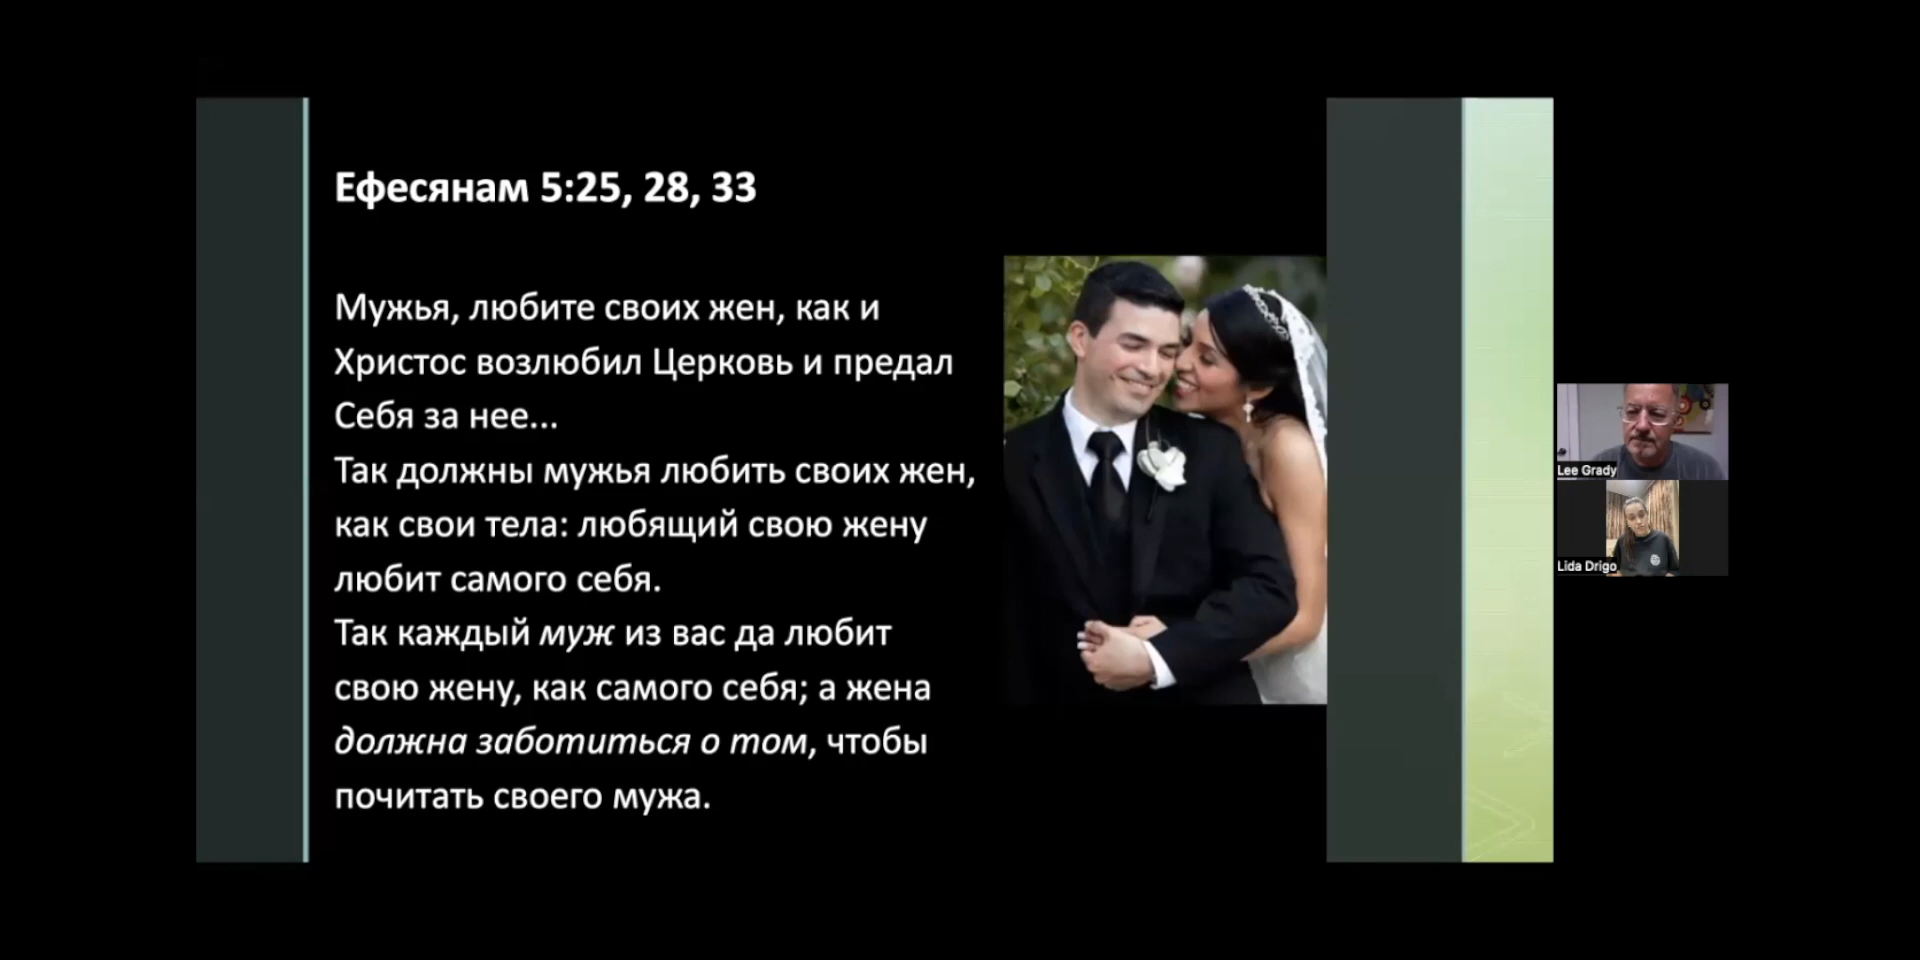 Ефесянам 5:25, 28, 33
Мужья, любите своих жен, как и
Христос возлюбил Церковь и предал
Себя за нее...
Так должны мужья любить своих жен,
как свои тела: любящий свою жену
любит самого себя.
Так каждый муж из вас да любит
свою жену, как самого себя; а жена
должна заботиться о том, чтобы
почитать своего мужа.
Lee Grady
Lida Drigo